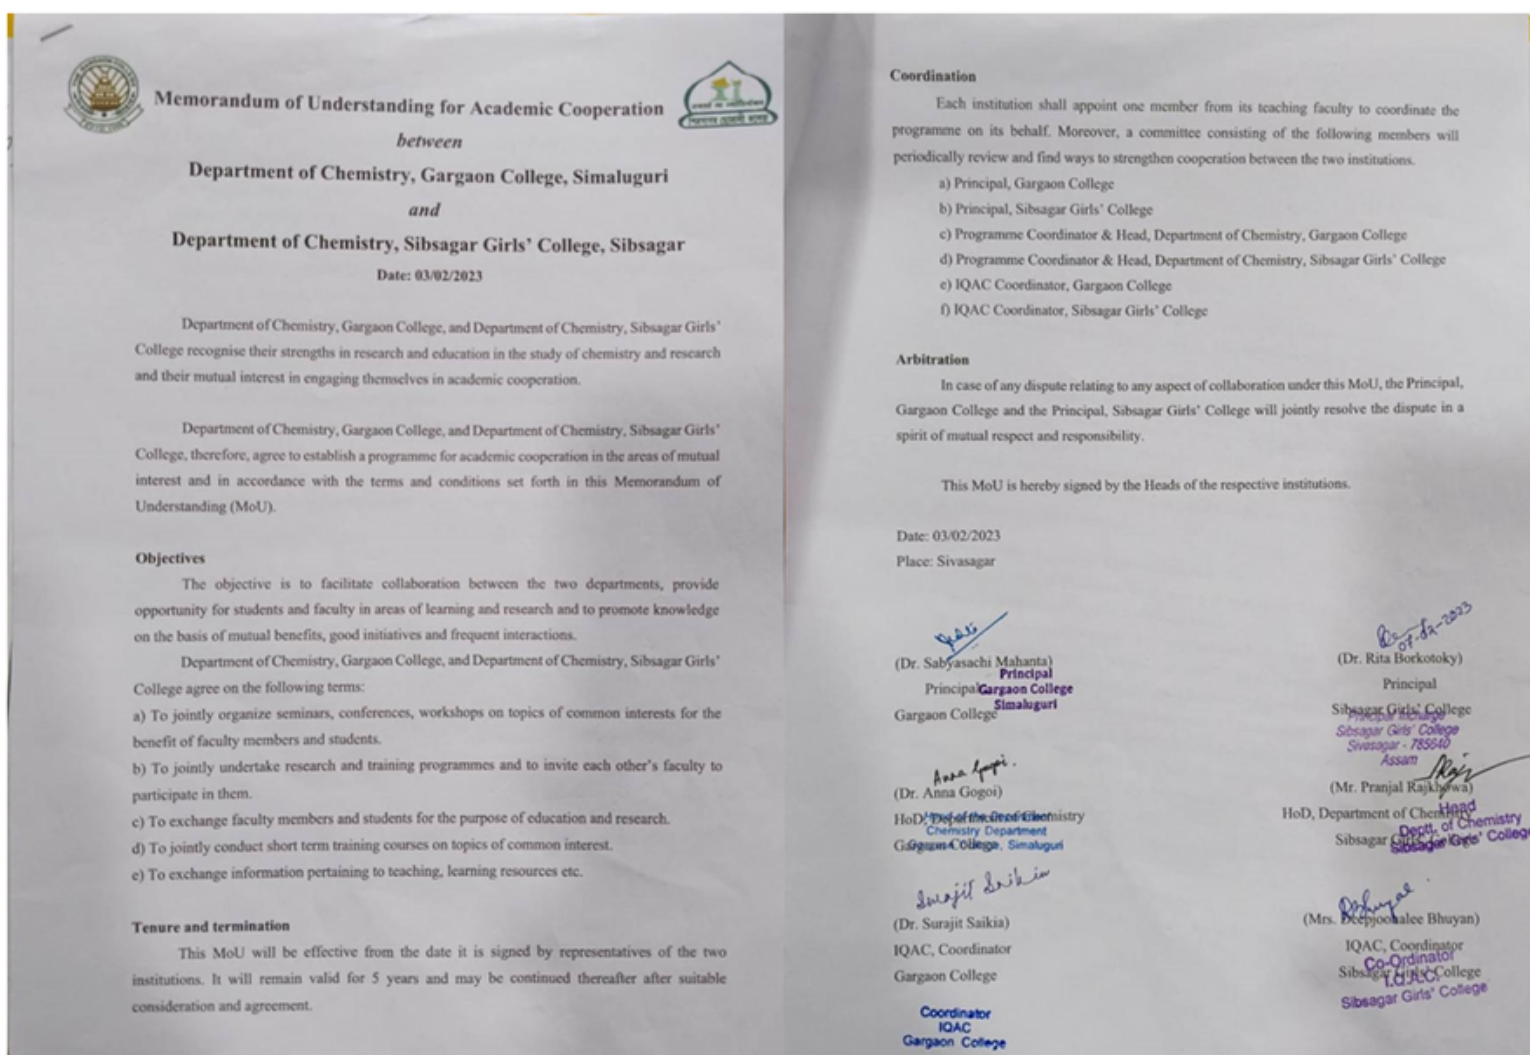 Memorandum of Understanding for Academic Cooperation
between
Department of Chemistry, Gargaon College, Simaluguri
and
Department of Chemistry, Sibsagar Girls' College, Sibsagar
Date: 03/02/2023
Department of Chemistry, Gargaon College, and Department of Chemistry, Sibsagar Girls'
College recognise their strengths in research and education in the study of chemistry and research
and their mutual interest in engaging themselves in academic cooperation.
Department of Chemistry, Gargaon College, and Department of Chemistry, Sibsagar Girls'
College, therefore, agree to establish a programme for academic cooperation in the areas of mutual
interest and in accordance with the terms and conditions set forth in this Memorandum of
Understanding (MoU).
Objectives
The objective is to facilitate collaboration between the two departments, provide
opportunity for students and faculty in areas of learning and research and to promote knowledge
on the basis of mutual benefits, good initiatives and frequent interactions.
Department of Chemistry, Gargaon College, and Department of Chemistry, Sibsagar Girls'
College agree on the following terms:
a) To jointly organize seminars, conferences, workshops on topics of common interests for the
benefit of faculty members and students.
b) To jointly undertake research and training programmes and to invite each other's faculty to
participate in them.
c) To exchange faculty members and students for the purpose of education and research.
d) To jointly conduct short term training courses on topics of common interest.
e) To exchange information pertaining to teaching, learning resources etc.
Tenure and termination
This MoU will be effective from the date it is signed by representatives of the two
institutions. It will remain valid for 5 years and may be continued thereafter after suitable
consideration and agreement.
Coordination
Each institution shall appoint one member from its teaching faculty to coordinate the
programme on its behalf. Moreover, a committee consisting of the following members will
periodically review and find ways to strengthen cooperation between the two institutions.
a) Principal, Gargaon College
b) Principal, Sibsagar Girls' College
c) Programme Coordinator & Head, Department of Chemistry, Gargaon College
d) Programme Coordinator & Head, Department of Chemistry, Sibsagar Girls' College
e) IQAC Coordinator, Gargaon College
f) IQAC Coordinator, Sibsagar Girls' College
Arbitration
In case of any dispute relating to any aspect of collaboration under this MoU, the Principal,
Gargaon College and the Principal, Sibsagar Girls' College will jointly resolve the dispute in a
spirit of mutual respect and responsibility.
This MoU is hereby signed by the Heads of the respective institutions.
Date: 03/02/2023
Place: Sivasagar
(Dr. Sabyasachi Mahanta)
Principal
Gargaon College
Principal
Gargaon College
Simaluguri
(Dr. Rita Borkotoky)
Principal
Sibsagar Girls' College
Principal Incharge
Sibsagar Girls' College
Sivasagar - 785640
Assam
Anna Gogoi.
(Dr. Anna Gogoi)
HoD, Department of Chemistry
Gargaon College
Chemistry Department
College, Simaluguri
(Mr. Pranjal Rajkhowa)
HoD, Department of Chemistry
Sibsagar Girls' College
Head
Deptt. of Chemistry
Sibsagar Girls' College
Surajit Saikia
(Dr. Surajit Saikia)
IQAC, Coordinator
Gargaon College
Coordinator
IQAC
Gargaon College
(Mrs. Deepjoonalee Bhuyan)
IQAC, Coordinator
Sibsagar Girls' College
Co-Ordinator
I.Q.A.C.
Sibsagar Girls' College